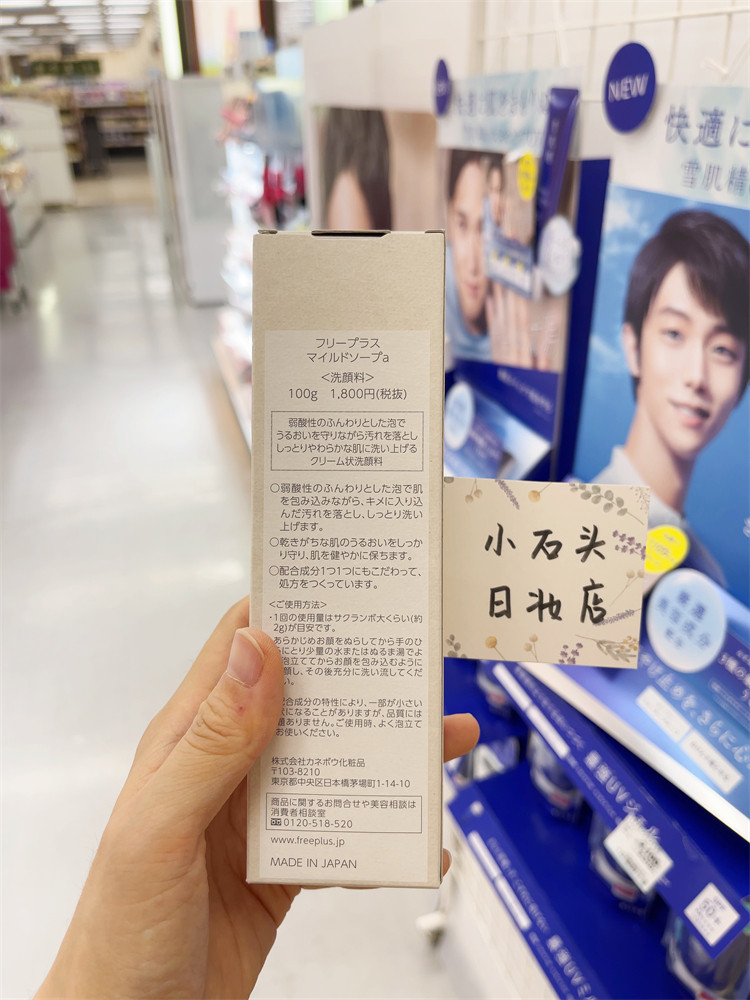 フリープラス
マイルドソープa
＜洗顔料＞
100g 1,800円(税抜)
弱酸性のふんわりとした泡で
うるおいを守りながら汚れを落とし
しっとりやわらかな肌に洗い上げる
クリーム状洗顔料
○弱酸性のふんわりとした泡で肌
を包み込みながら、キメに入り込
んだ汚れを落とし、しっとり洗い
上げます。
○乾きがちな肌のうるおいをしっか
り守り、肌を健やかに保ちます。
○配合成分1つ1つにもこだわって、
処方をつくっています。
＜ご使用方法＞
・1回の使用量はサクランボ大くらい(約
2g)が目安です。
あらかじめお顔をぬらしてから手のひ
らにとり少量の水またはぬるま湯でよ
泡立ててからお顔を包み込むように
顔し、その後充分に洗い流してくだ
い。
配合成分の特性により、一部が小さい
になることがありますが、品質には
ありません。ご使用時、よく泡立て
お使いください。
株式会社カネボウ化粧品
〒103-8210
東京都中央区日本橋茅場町1-14-10
商品に関するお問合せや美容相談は
消費者相談室
0120-518-520
www.freeplus.jp
MADE IN JAPAN
小石头
日妆店
NEW
快適に
雪肌精